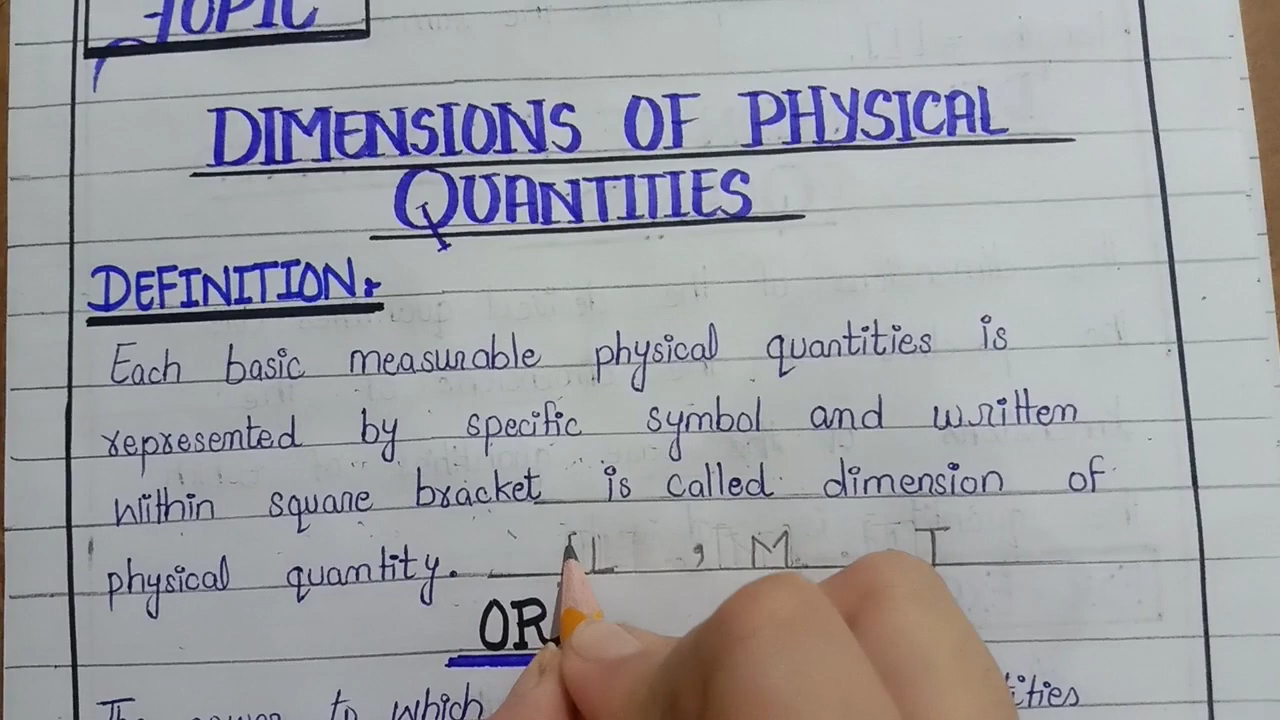 TOPIC
DIMENSIONS OF PHYSICAL
QUANTITIES
DEFINITION:
Each basic measurable physical quantities is
represented by specific symbol and written
within square bracket is called dimension of
physical quantity. [L , M T
OR
to which